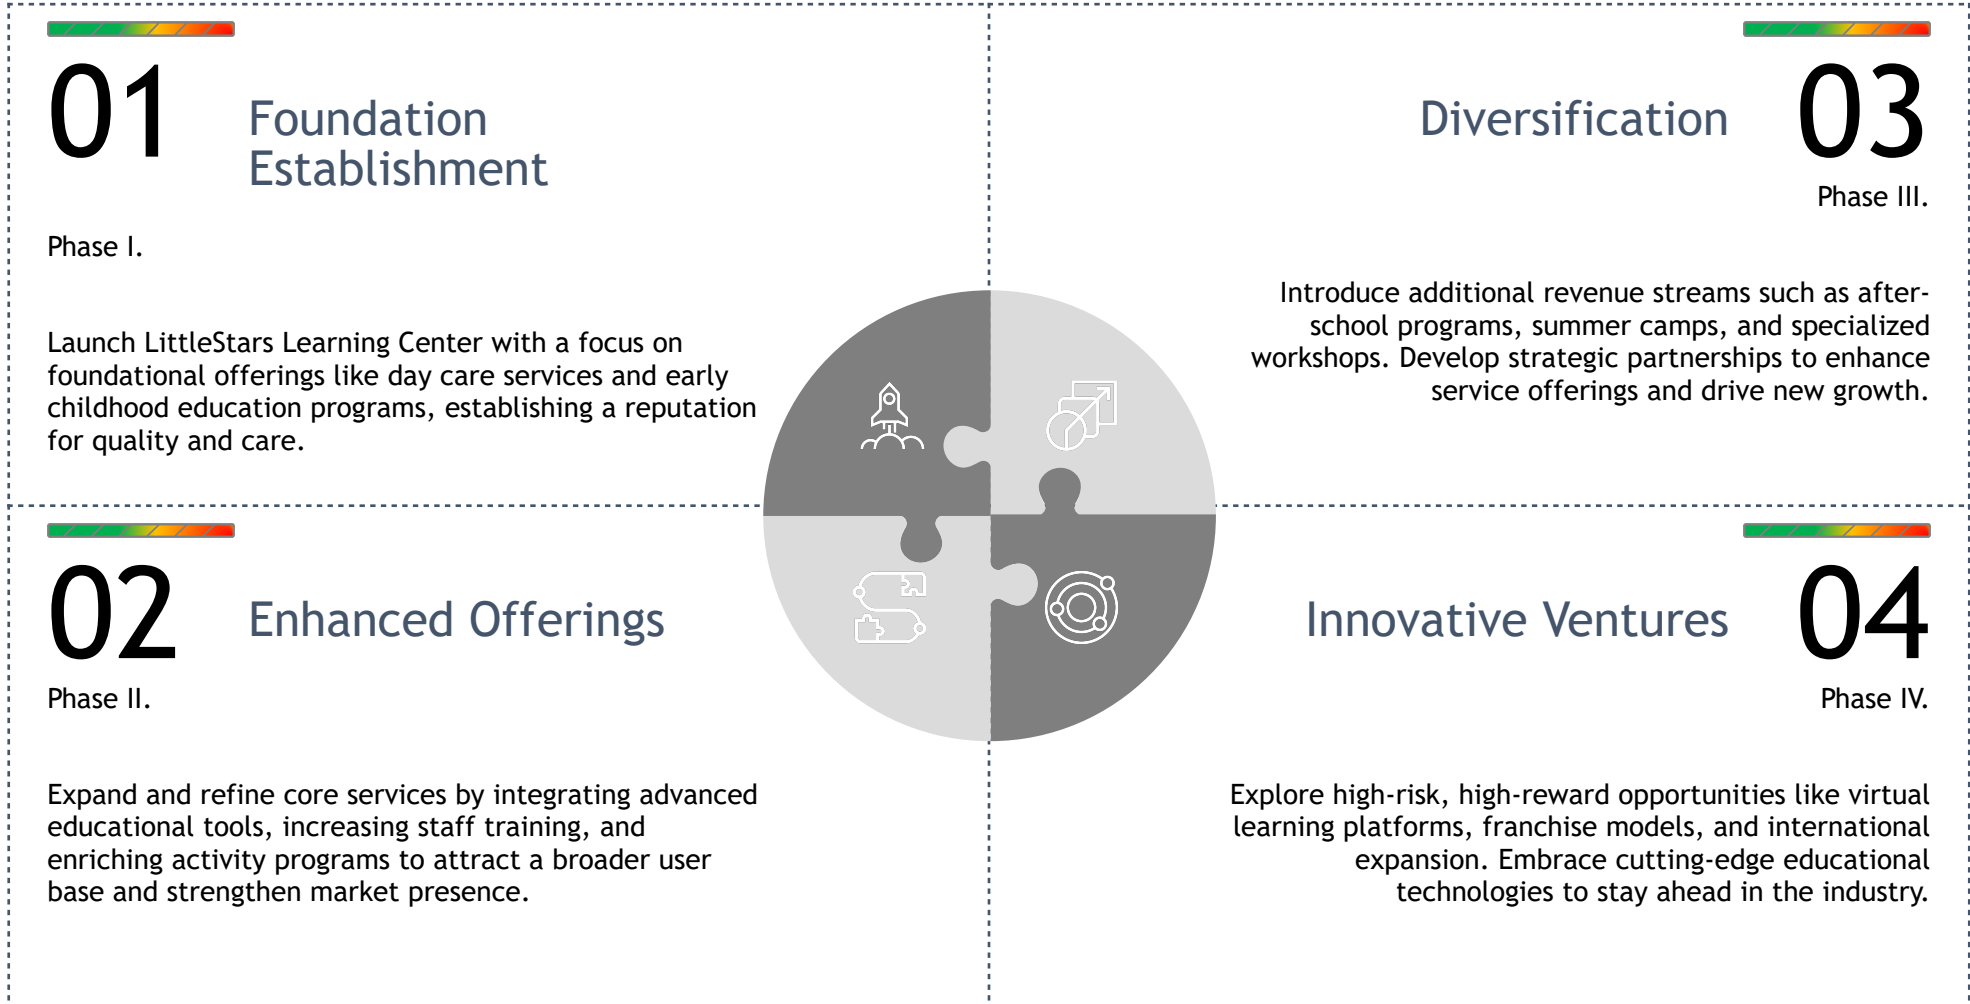 01
Foundation
Establishment
Phase I.
Launch LittleStars Learning Center with a focus on
foundational offerings like day care services and early
childhood education programs, establishing a reputation
for quality and care.
02
Enhanced Offerings
Phase II.
Expand and refine core services by integrating advanced
educational tools, increasing staff training, and
enriching activity programs to attract a broader user
base and strengthen market presence.
Diversification
03
Phase III.
Introduce additional revenue streams such as after-
school programs, summer camps, and specialized
workshops. Develop strategic partnerships to enhance
service offerings and drive new growth.
Innovative Ventures
04
Phase IV.
Explore high-risk, high-reward opportunities like virtual
learning platforms, franchise models, and international
expansion. Embrace cutting-edge educational
technologies to stay ahead in the industry.